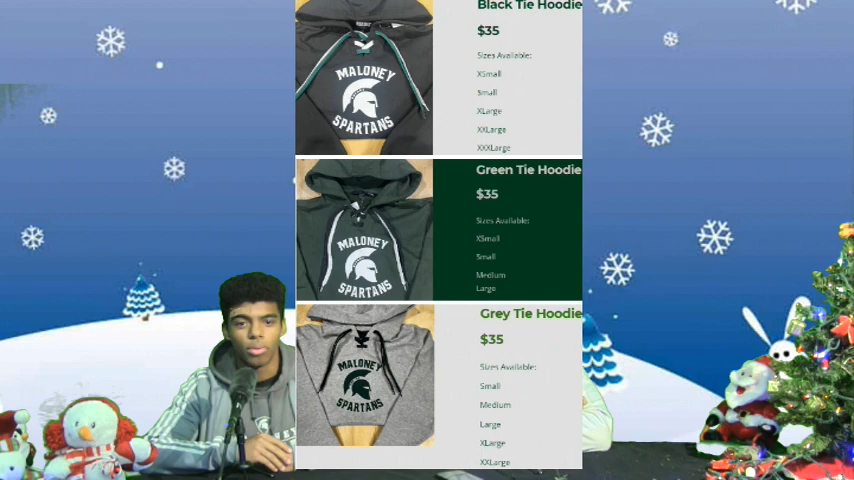 Black Tie Hoodie
$35
Sizes Available:
XSmall
Small
XLarge
XXLarge
XXXLarge
MALONEY
SPARTANS
Green Tie Hoodie
$35
Sizes Available:
XSmall
Small
Medium
Large
MALONEY
SPARTANS
Grey Tie Hoodie
$35
Sizes Available:
Small
Medium
Large
XLarge
XXLarge
MALONEY
SPARTANS